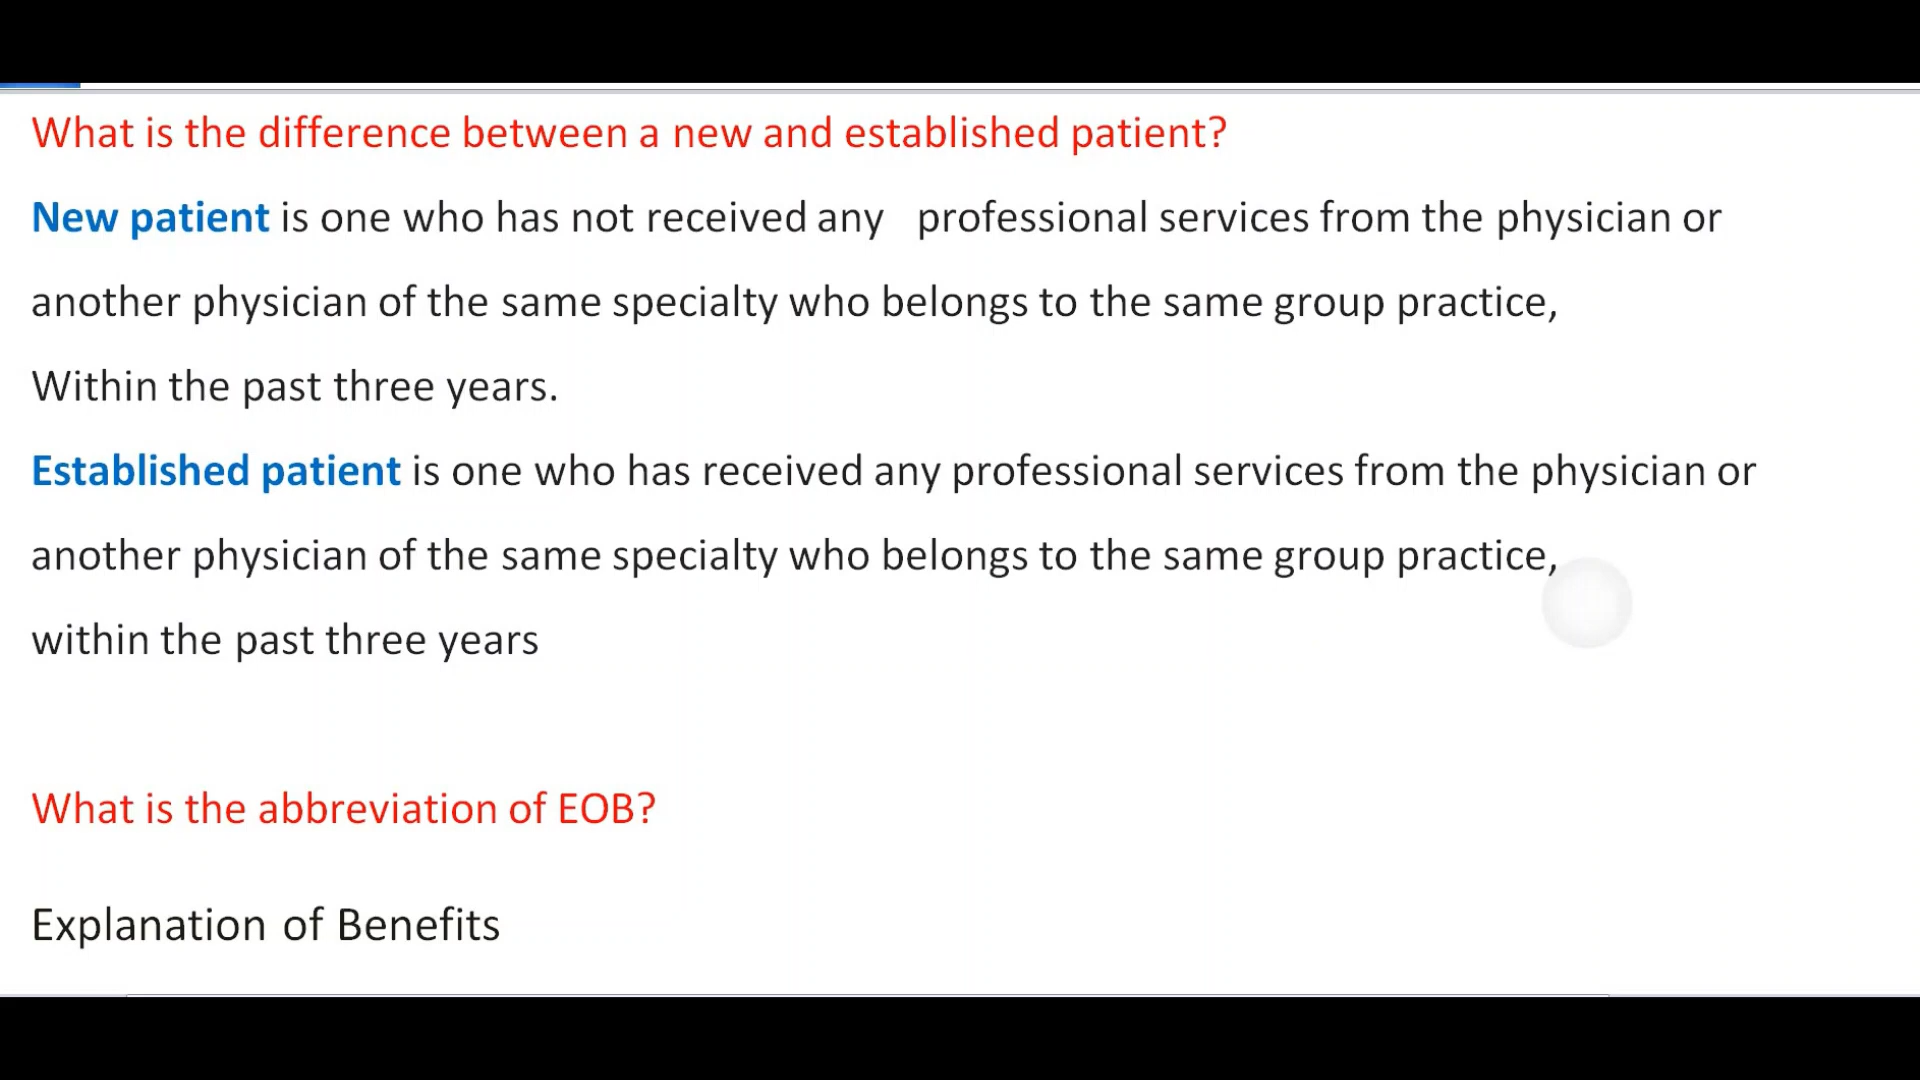 What is the difference between a new and established patient?
New patient is one who has not received any professional services from the physician or
another physician of the same specialty who belongs to the same group practice,
Within the past three years.
Established patient is one who has received any professional services from the physician or
another physician of the same specialty who belongs to the same group practice,
within the past three years
What is the abbreviation of EOB?
Explanation of Benefits